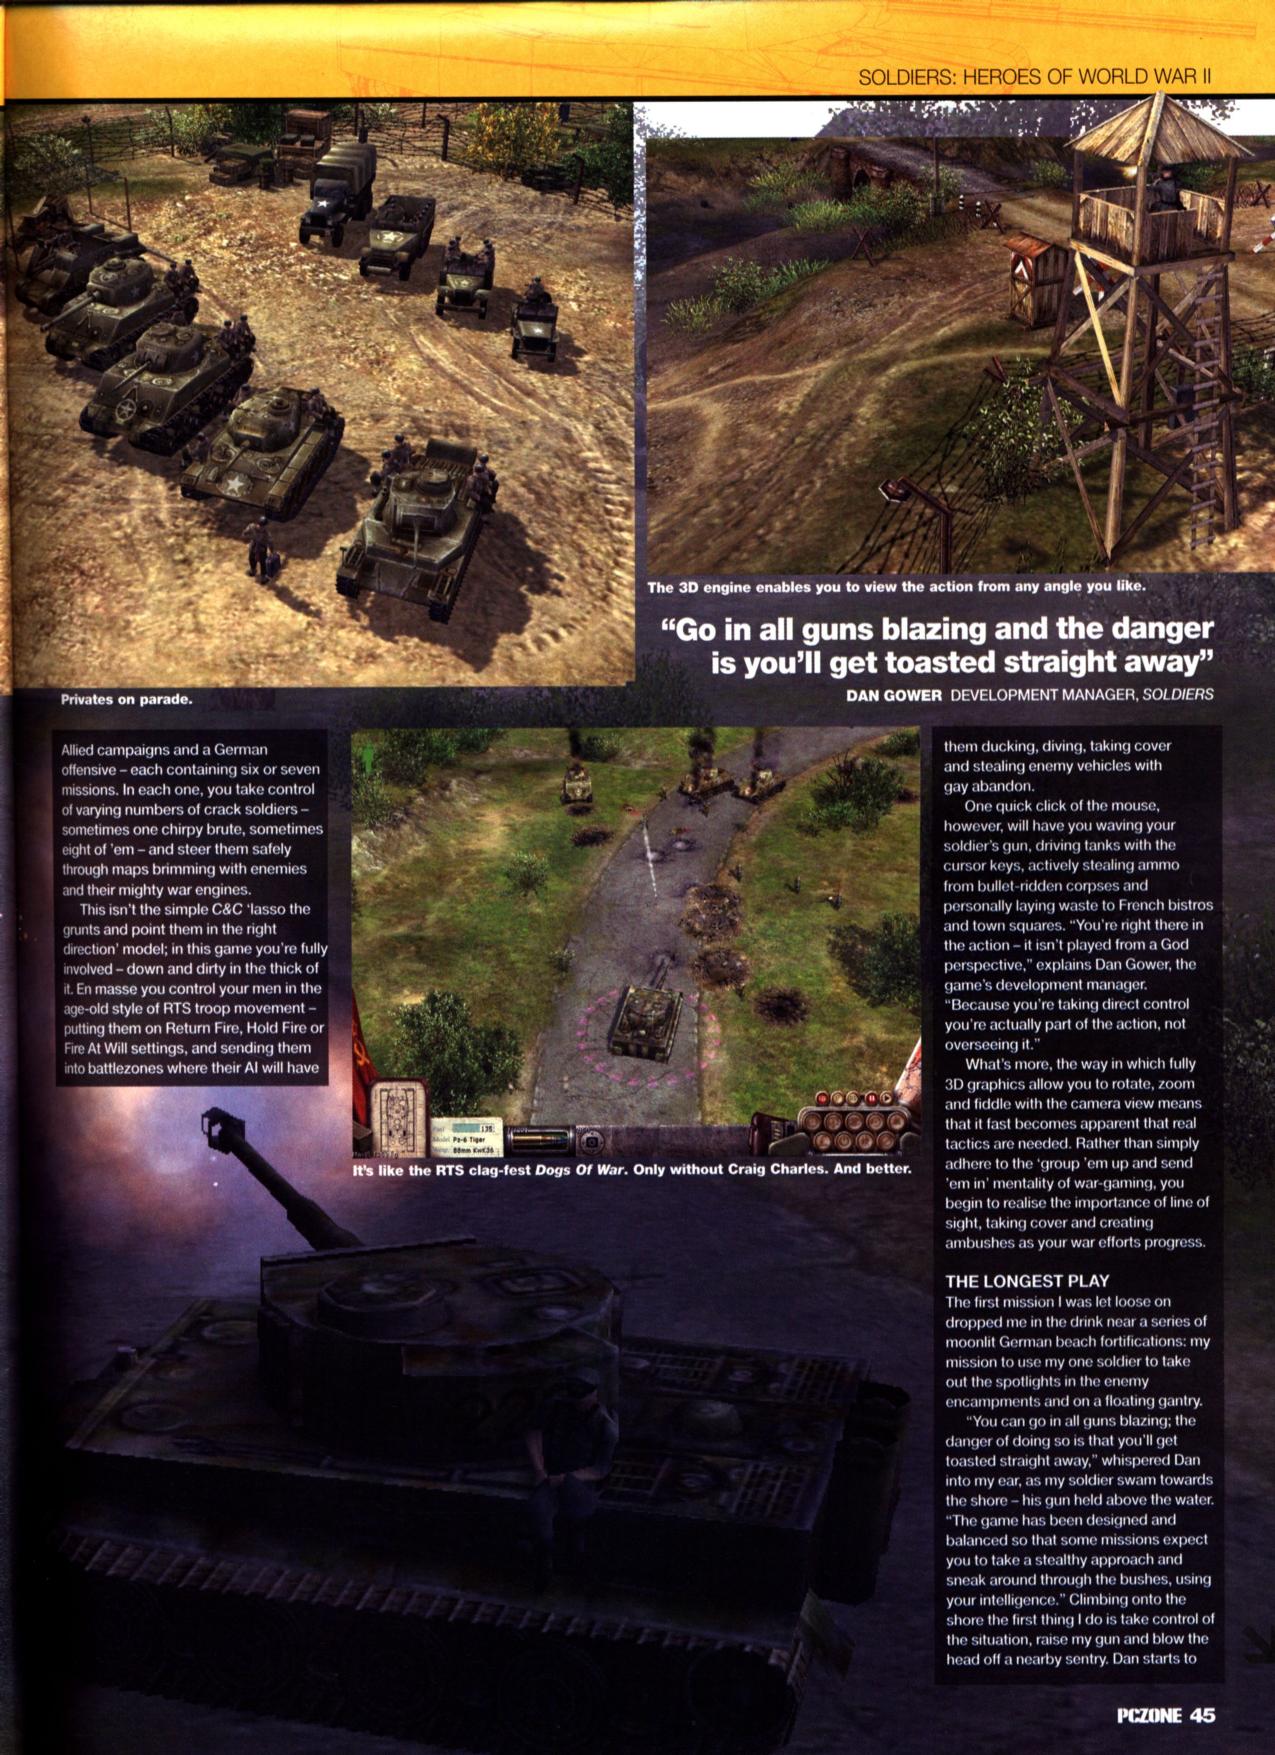 SOLDIERS: HEROES OF WORLD WAR II
The 3D engine enables you to view the action from any angle you like.
“Go in all guns blazing and the danger
is you’ll get toasted straight away”
DAN GOWER DEVELOPMENT MANAGER, SOLDIERS
Privates on parade.
Allied campaigns and a German
offensive – each containing six or seven
missions. In each one, you take control
of varying numbers of crack soldiers –
sometimes one chirpy brute, sometimes
eight of ’em – and steer them safely
through maps brimming with enemies
and their mighty war engines.
This isn’t the simple C&C ‘lasso the
grunts and point them in the right
direction’ model; in this game you’re fully
involved – down and dirty in the thick of
it. En masse you control your men in the
age-old style of RTS troop movement –
putting them on Return Fire, Hold Fire or
Fire At Will settings, and sending them
into battlezones where their AI will have
135
Model Pz-6 Tiger
88mm KwK36
It’s like the RTS clag-fest Dogs Of War. Only without Craig Charles. And better.
them ducking, diving, taking cover
and stealing enemy vehicles with
gay abandon.
One quick click of the mouse,
however, will have you waving your
soldier’s gun, driving tanks with the
cursor keys, actively stealing ammo
from bullet-ridden corpses and
personally laying waste to French bistros
and town squares. “You’re right there in
the action – it isn’t played from a God
perspective,” explains Dan Gower, the
game’s development manager.
“Because you’re taking direct control
you’re actually part of the action, not
overseeing it.”
What’s more, the way in which fully
3D graphics allow you to rotate, zoom
and fiddle with the camera view means
that it fast becomes apparent that real
tactics are needed. Rather than simply
adhere to the ‘group ’em up and send
’em in’ mentality of war-gaming, you
begin to realise the importance of line of
sight, taking cover and creating
ambushes as your war efforts progress.
THE LONGEST PLAY
The first mission I was let loose on
dropped me in the drink near a series of
moonlit German beach fortifications: my
mission to use my one soldier to take
out the spotlights in the enemy
encampments and on a floating gantry.
“You can go in all guns blazing; the
danger of doing so is that you’ll get
toasted straight away,” whispered Dan
into my ear, as my soldier swam towards
the shore – his gun held above the water.
“The game has been designed and
balanced so that some missions expect
you to take a stealthy approach and
sneak around through the bushes, using
your intelligence.” Climbing onto the
shore the first thing I do is take control of
the situation, raise my gun and blow the
head off a nearby sentry. Dan starts to
PCZONE 45